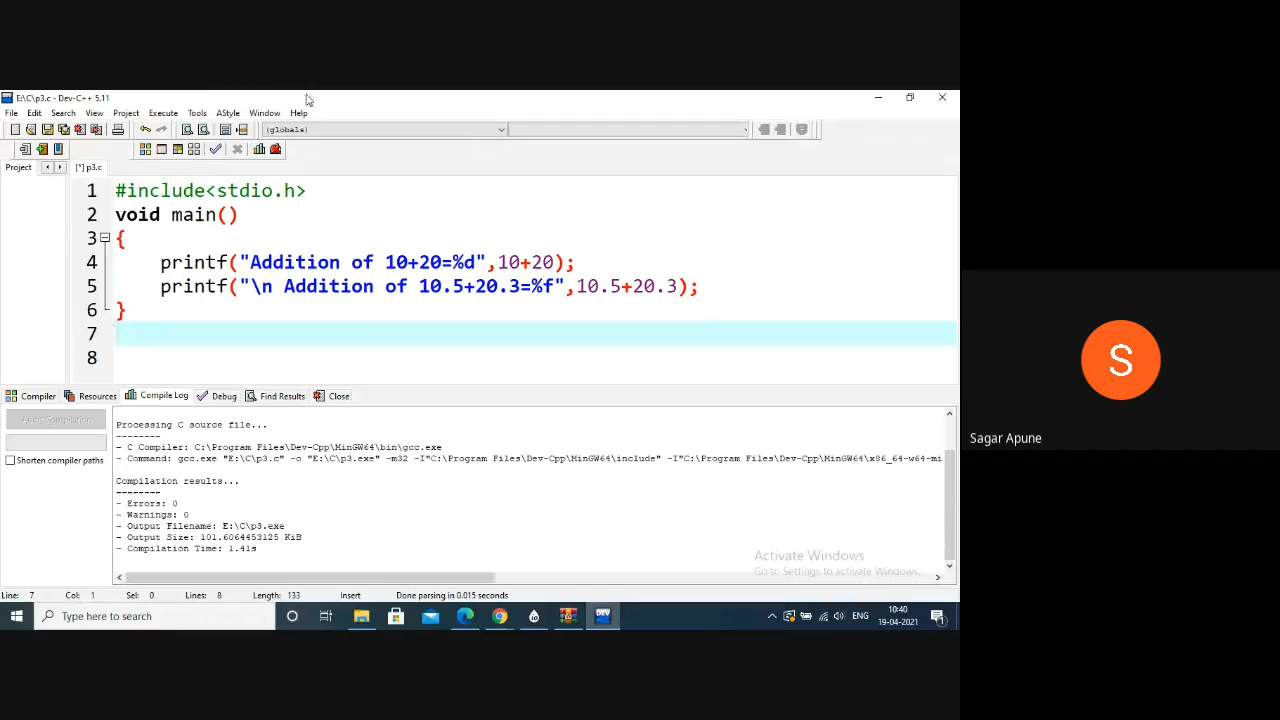 E:\C\p3.c - Dev-C++ 5.11
File Edit Search View Project Execute Tools AStyle Window Help
(globals)
Project
[*] p3.c
1 #include<stdio.h>
2 void main()
3 {
4 printf("Addition of 10+20=%d",10+20);
5 printf("\n Addition of 10.5+20.3=%f",10.5+20.3);
6 }
7
8
Compiler Resources Compile Log Debug Find Results Close
Abort Compilation
Shorten compiler paths
Processing C source file...
--------
- C Compiler: C:\Program Files\Dev-Cpp\MinGW64\bin\gcc.exe
- Command: gcc.exe "E:\C\p3.c" -o "E:\C\p3.exe" -m32 -I"C:\Program Files\Dev-Cpp\MinGW64\include" -I"C:\Program Files\Dev-Cpp\MinGW64\x86_64-w64-mi
Compilation results...
--------
- Errors: 0
- Warnings: 0
- Output Filename: E:\C\p3.exe
- Output Size: 101.6064453125 KiB
- Compilation Time: 1.41s
Activate Windows
Go to Settings to activate Windows.
Line: 7 Col: 1 Sel: 0 Lines: 8 Length: 133 Insert Done parsing in 0.015 seconds
Type here to search
ENG
10:40
19-04-2021
1
S
Sagar Apune